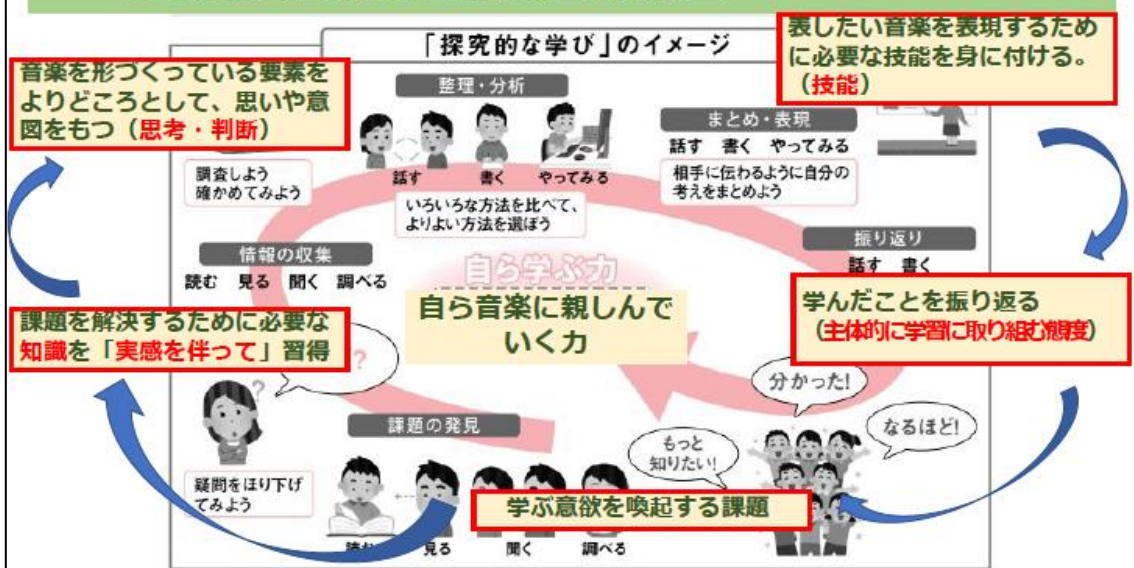 「探究的な学び」のイメージ
表したい音楽を表現するため
に必要な技能を身に付ける。
(技能)
音楽を形づくっている要素を
よりどころとして、思いや意
図をもつ(思考・判断)
整理・分析
話す 書く やってみる
いろいろな方法を比べて、
よりよい方法を選ぼう
まとめ・表現
話す 書く やってみる
相手に伝わるように自分の
考えをまとめよう
調査しよう
確かめてみよう
情報の収集
読む 見る 聞く 調べる
振り返り
話す 書く
自ら学ぶ力
自ら音楽に親しんで
いく力
学んだことを振り返る
(主体的に学習に取り組む態度)
課題を解決するために必要な
知識を「実感を伴って」習得
?
?
分かった!
なるほど!
もっと
知りたい!
課題の発見
疑問をほり下げ
てみよう
学ぶ意欲を喚起する課題
読む 見る 聞く 調べる